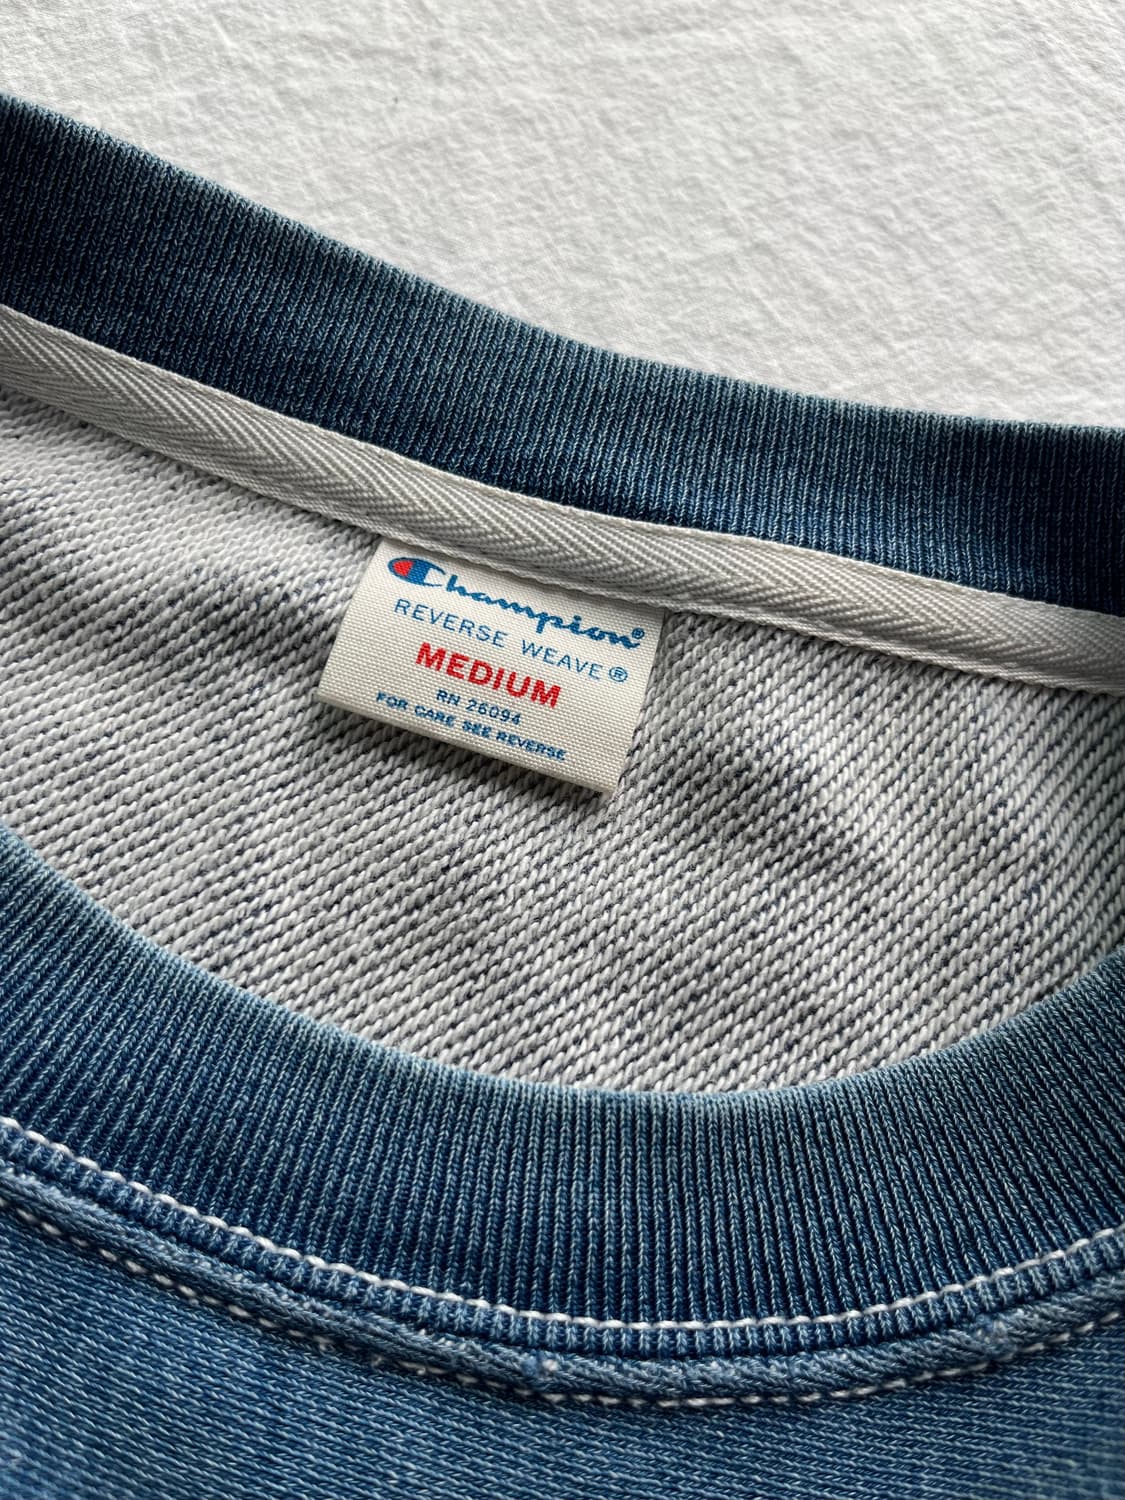 Champion®
REVERSE WEAVE®
MEDIUM
RN 26094
FOR CARE SEE REVERSE